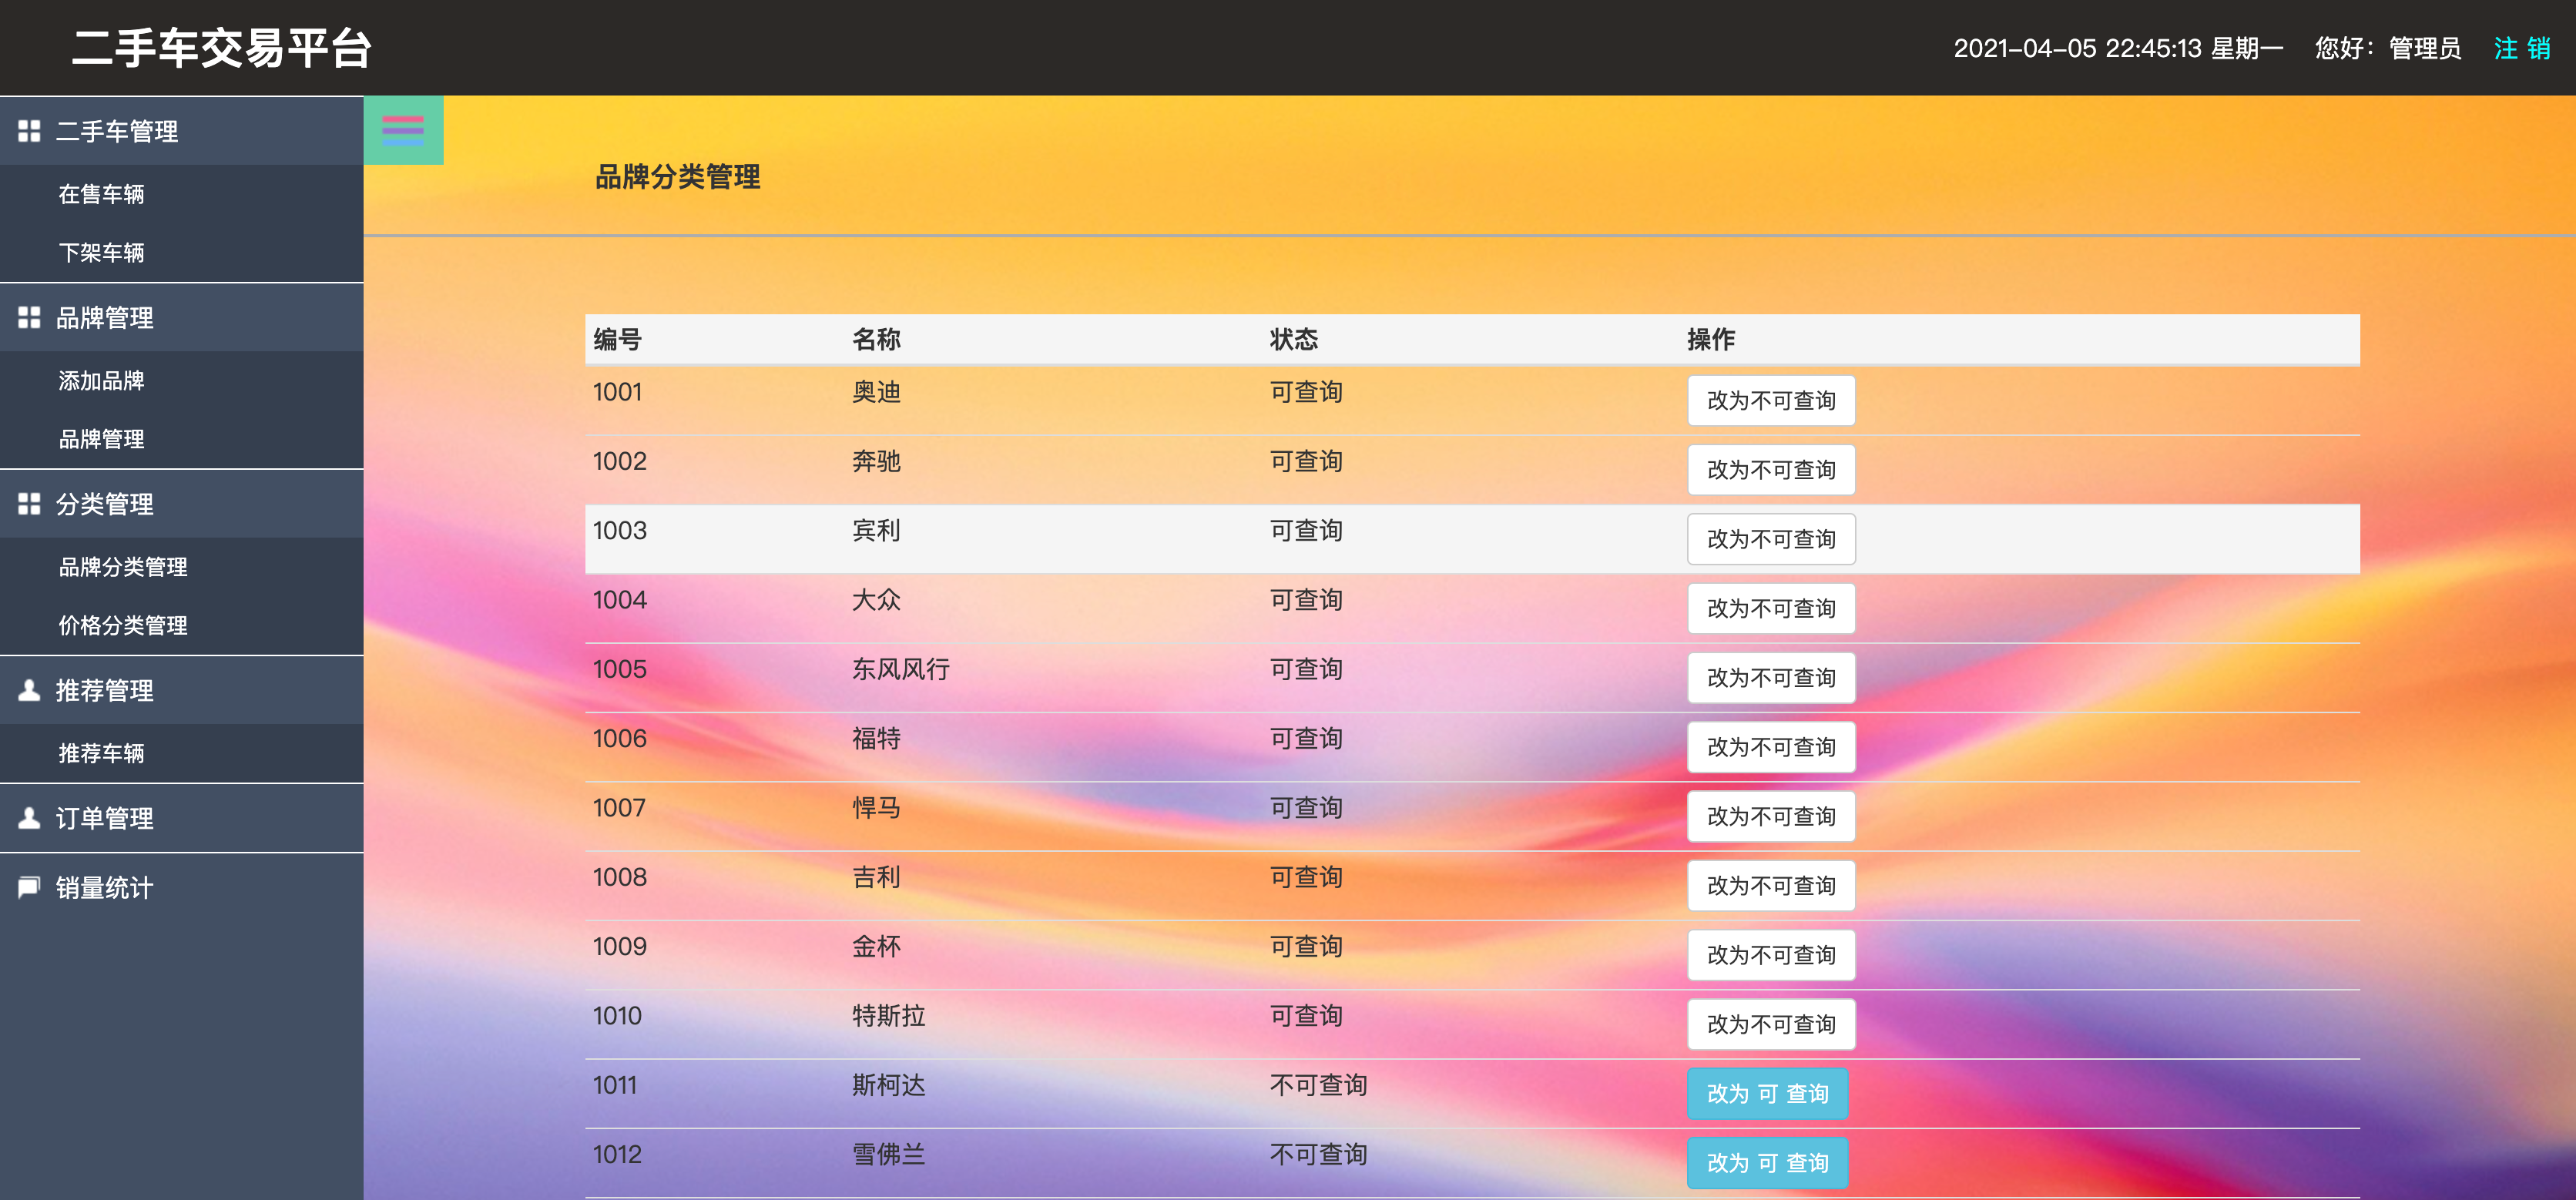 二手车交易平台
2021-04-05 22:45:13 星期一 您好：管理员 注 销
二手车管理
在售车辆
下架车辆
品牌管理
添加品牌
品牌管理
分类管理
品牌分类管理
价格分类管理
推荐管理
推荐车辆
订单管理
销量统计
品牌分类管理
编号 名称 状态 操作
1001 奥迪 可查询 改为不可查询
1002 奔驰 可查询 改为不可查询
1003 宾利 可查询 改为不可查询
1004 大众 可查询 改为不可查询
1005 东风风行 可查询 改为不可查询
1006 福特 可查询 改为不可查询
1007 悍马 可查询 改为不可查询
1008 吉利 可查询 改为不可查询
1009 金杯 可查询 改为不可查询
1010 特斯拉 可查询 改为不可查询
1011 斯柯达 不可查询 改为 可 查询
1012 雪佛兰 不可查询 改为 可 查询